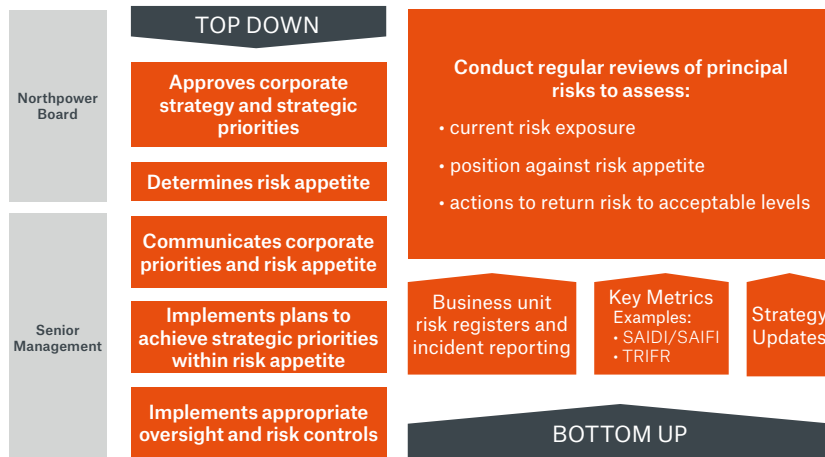 TOP DOWN
Northpower
Board
Approves corporate
strategy and strategic
priorities
Determines risk appetite
Senior
Management
Communicates corporate
priorities and risk appetite
Implements plans to
achieve strategic priorities
within risk appetite
Implements appropriate
oversight and risk controls
Conduct regular reviews of principal
risks to assess:
• current risk exposure
• position against risk appetite
• actions to return risk to acceptable levels
Business unit
risk registers and
incident reporting
Key Metrics
Examples:
• SAIDI/SAIFI
• TRIFR
Strategy
Updates
BOTTOM UP